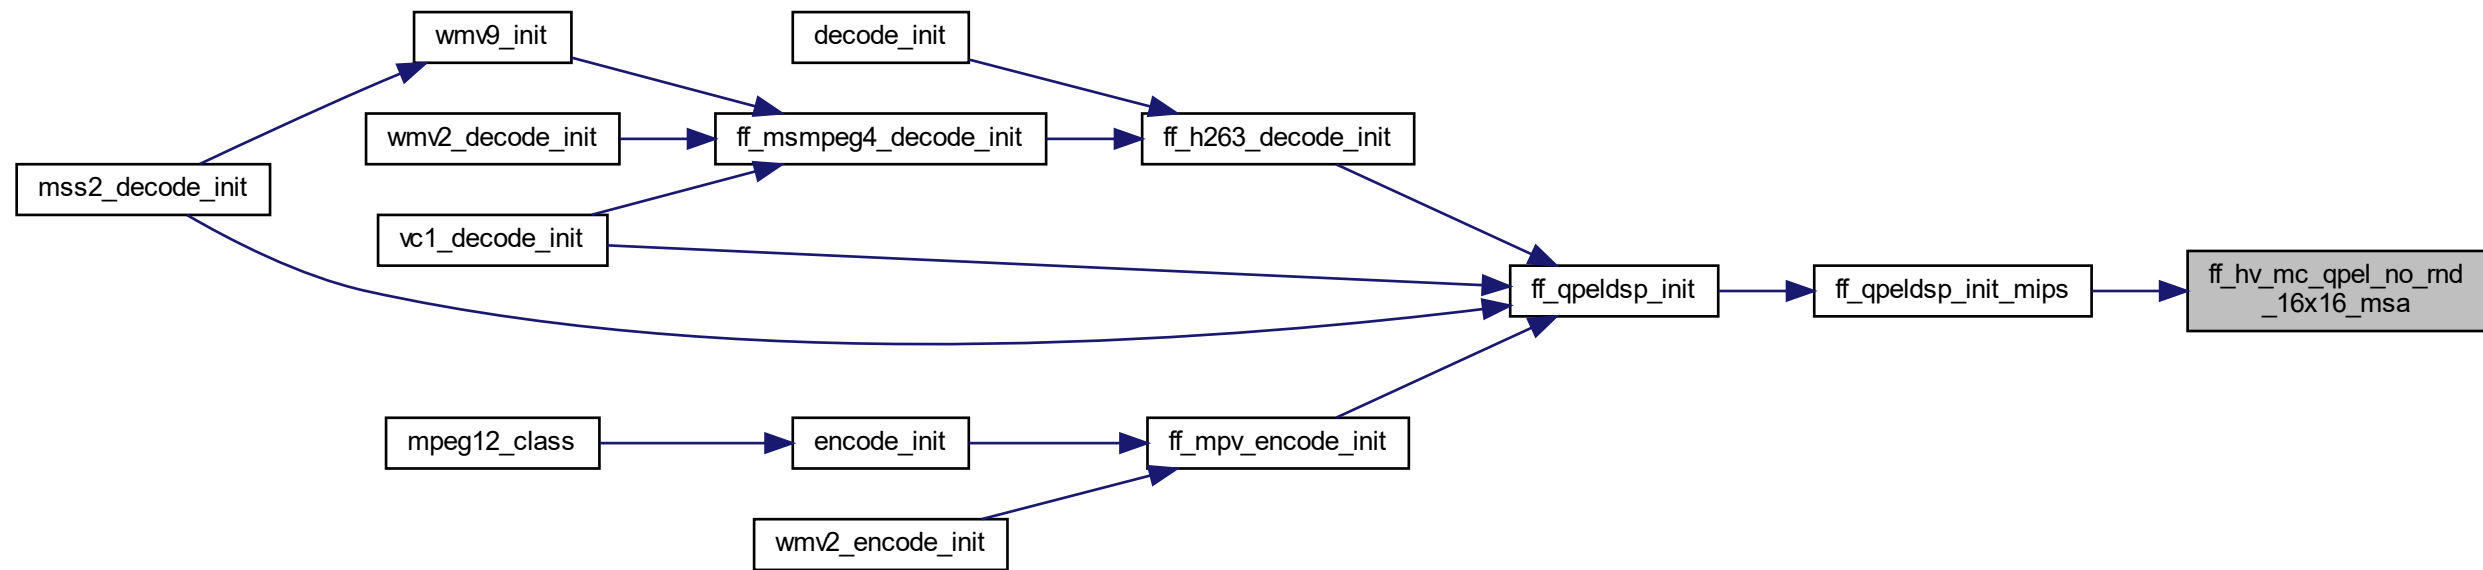 wmv9_init
decode_init
wmv2_decode_init
ff_msmpeg4_decode_init
ff_h263_decode_init
mss2_decode_init
vc1_decode_init
ff_qpeldsp_init
ff_qpeldsp_init_mips
ff_hv_mc_qpel_no_rnd
_16x16_msa
mpeg12_class
encode_init
ff_mpv_encode_init
wmv2_encode_init